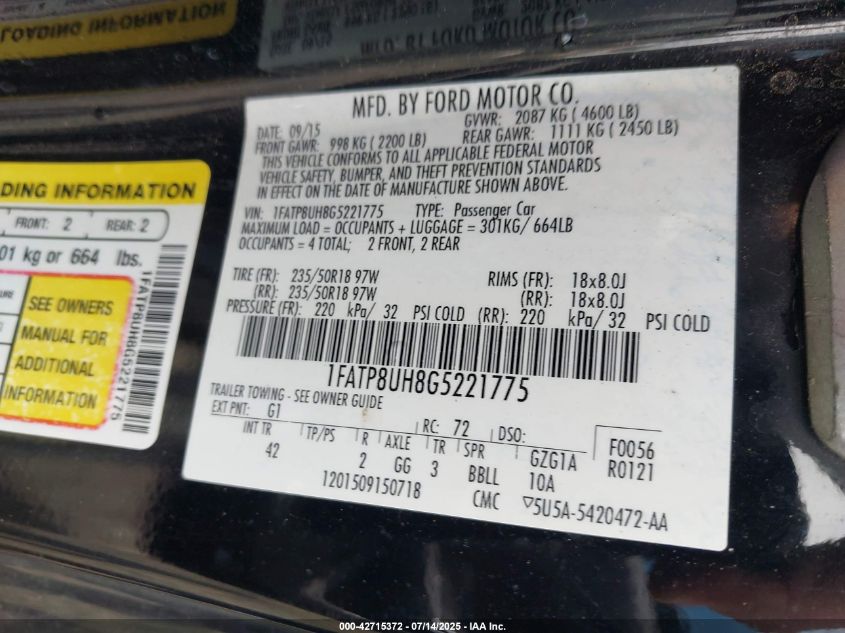 LOADING INFORMATION
MFD. BY FORD MOTOR CO.
MFD. BY FORD MOTOR CO.
DATE: 09/15
GVWR: 2087 KG ( 4600 LB)
FRONT GAWR: 998 KG ( 2200 LB)
REAR GAWR: 1111 KG ( 2450 LB)
THIS VEHICLE CONFORMS TO ALL APPLICABLE FEDERAL MOTOR
VEHICLE SAFETY, BUMPER, AND THEFT PREVENTION STANDARDS
IN EFFECT ON THE DATE OF MANUFACTURE SHOWN ABOVE.
VIN: 1FATP8UH8G5221775 TYPE: Passenger Car
MAXIMUM LOAD = OCCUPANTS + LUGGAGE = 301KG/ 664LB
OCCUPANTS = 4 TOTAL; 2 FRONT, 2 REAR
TIRE (FR): 235/50R18 97W RIMS (FR): 18x8.0J
(RR): 235/50R18 97W (RR): 18x8.0J
PRESSURE (FR): 220 kPa/ 32 PSI COLD (RR): 220 kPa/ 32 PSI COLD
1FATP8UH8G5221775
TRAILER TOWING - SEE OWNER GUIDE
EXT PNT: G1 RC: 72 DSO:
F0056
R0121
INT TR TP/PS R AXLE TR SPR GZG1A
42 2 GG 3 BBLL 10A
1201509150718 CMC ▽5U5A-5420472-AA
DING INFORMATION
FRONT: 2 REAR: 2
01 kg or 664 lbs.
SEE OWNERS
MANUAL FOR
ADDITIONAL
INFORMATION
1FATP8UH8G5221775
000-42715372 - 07/14/2025 - IAA Inc.